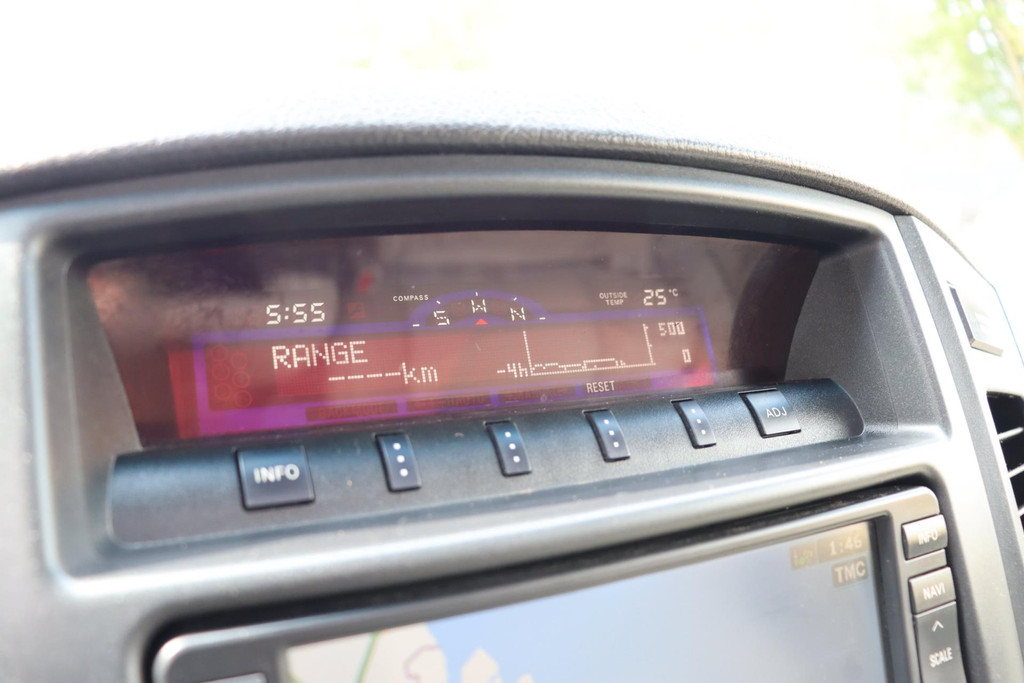 5:55
COMPASS
S W N
OUTSIDE
TEMP
25°C
RANGE
----km
-4h
500
0
RESET
INFO
ADJ
1:46
TMC
INFO
NAVI
SCALE